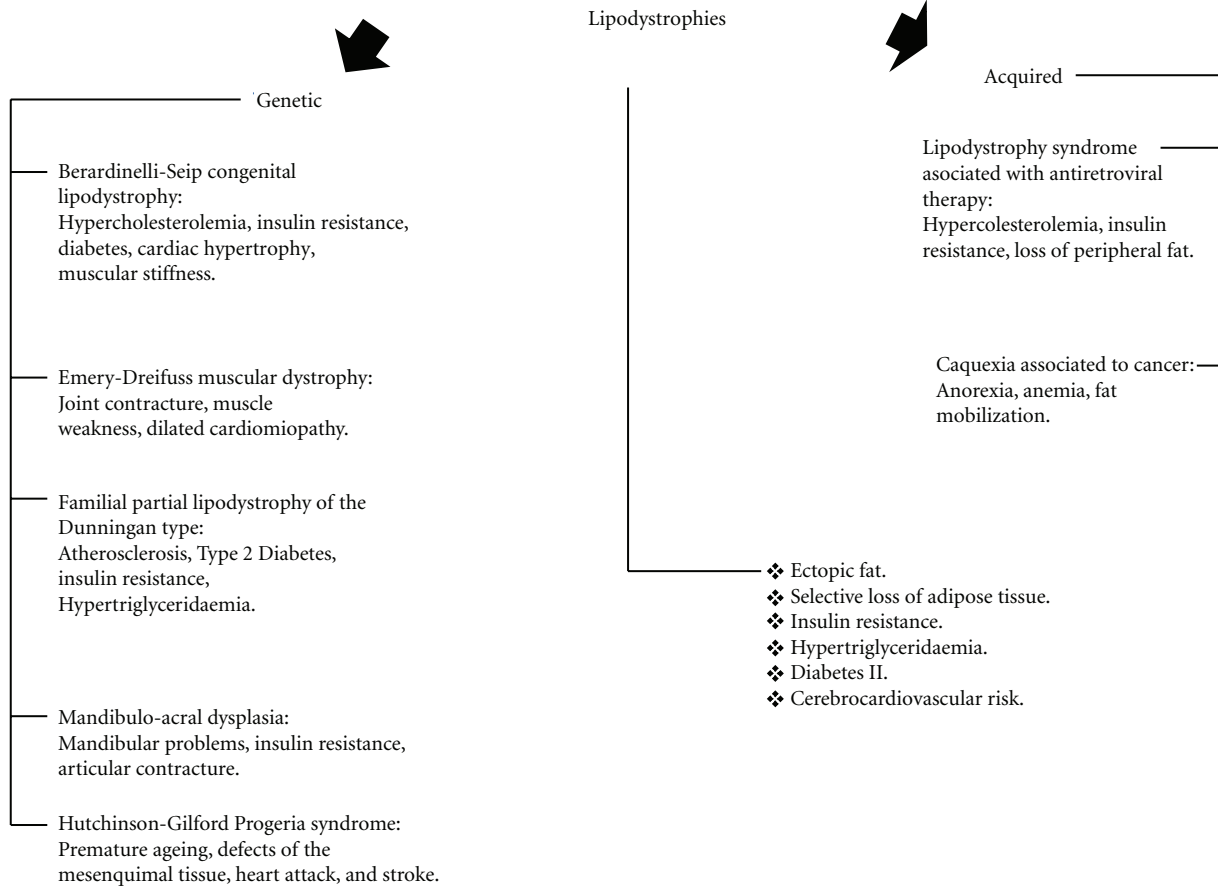 Lipodystrophies
Genetic
Berardinelli-Seip congenital
lipodystrophy:
Hypercholesterolemia, insulin resistance,
diabetes, cardiac hypertrophy,
muscular stiffness.
Emery-Dreifuss muscular dystrophy:
Joint contracture, muscle
weakness, dilated cardiomiopathy.
Familial partial lipodystrophy of the
Dunningan type:
Atherosclerosis, Type 2 Diabetes,
insulin resistance,
Hypertriglyceridaemia.
Mandibulo-acral dysplasia:
Mandibular problems, insulin resistance,
articular contracture.
Hutchinson-Gilford Progeria syndrome:
Premature ageing, defects of the
mesenquimal tissue, heart attack, and stroke.
❖ Ectopic fat.
❖ Selective loss of adipose tissue.
❖ Insulin resistance.
❖ Hypertriglyceridaemia.
❖ Diabetes II.
❖ Cerebrocardiovascular risk.
Acquired
Lipodystrophy syndrome
asociated with antiretroviral
therapy:
Hypercolesterolemia, insulin
resistance, loss of peripheral fat.
Caquexia associated to cancer:
Anorexia, anemia, fat
mobilization.